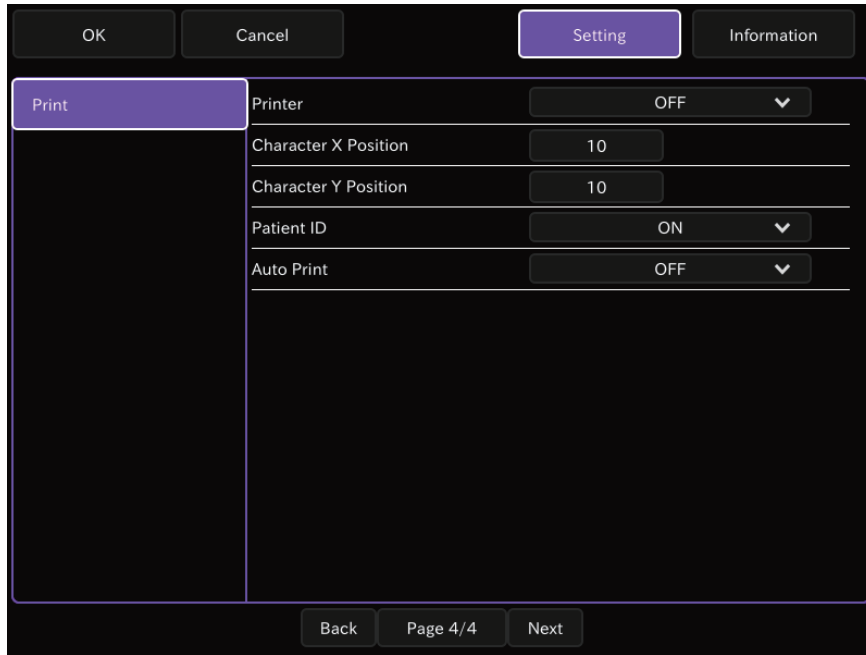 OK Cancel Setting Information
Print
Printer OFF
Character X Position 10
Character Y Position 10
Patient ID ON
Auto Print OFF
Back Page 4/4 Next